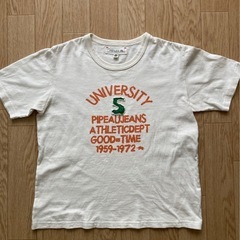 UNIVERSITY
S
PIPEAUJEANS
ATHLETICDEPT
GOOD=TIME
1959-1972